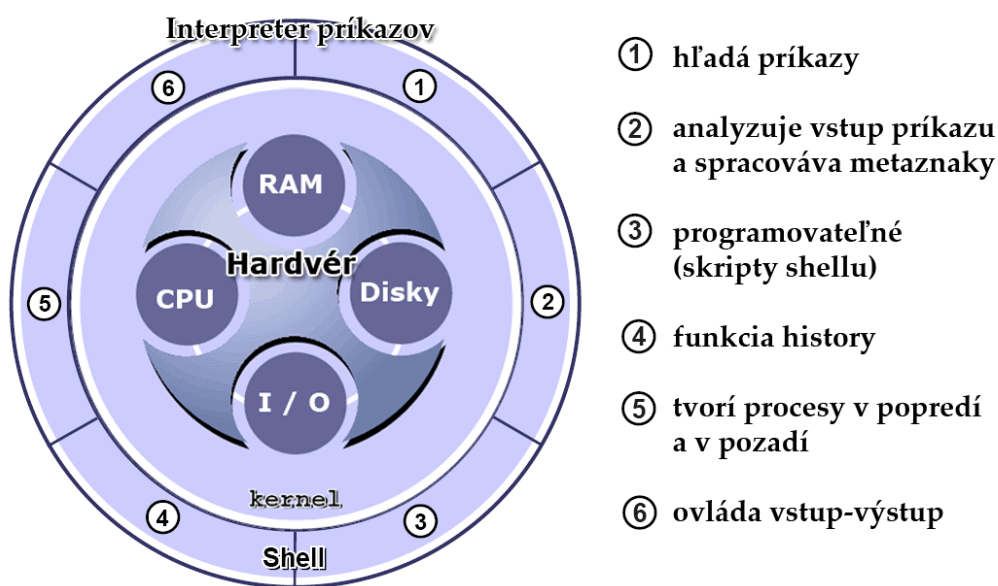 Interpreter príkazov
6
1
RAM
Hardvér
CPU
Disky
5
2
I / O
kernel
4
3
Shell
1 hľadá príkazy
2 analyzuje vstup príkazu
a spracováva metaznaky
3 programovateľné
(skripty shellu)
4 funkcia history
5 tvorí procesy v popredí
a v pozadí
6 ovláda vstup-výstup